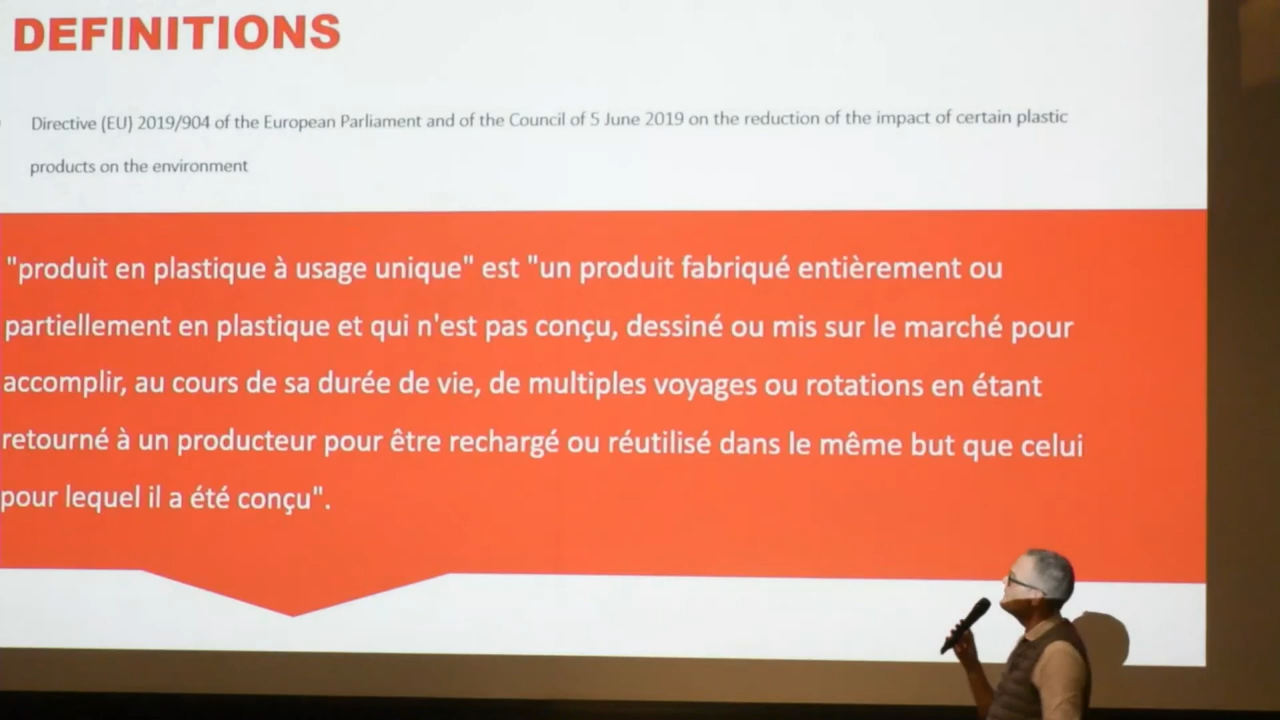 DEFINITIONS
Directive (EU) 2019/904 of the European Parliament and of the Council of 5 June 2019 on the reduction of the impact of certain plastic
products on the environment
"produit en plastique à usage unique" est "un produit fabriqué entièrement ou
partiellement en plastique et qui n'est pas conçu, dessiné ou mis sur le marché pour
accomplir, au cours de sa durée de vie, de multiples voyages ou rotations en étant
retourné à un producteur pour être rechargé ou réutilisé dans le même but que celui
pour lequel il a été conçu".